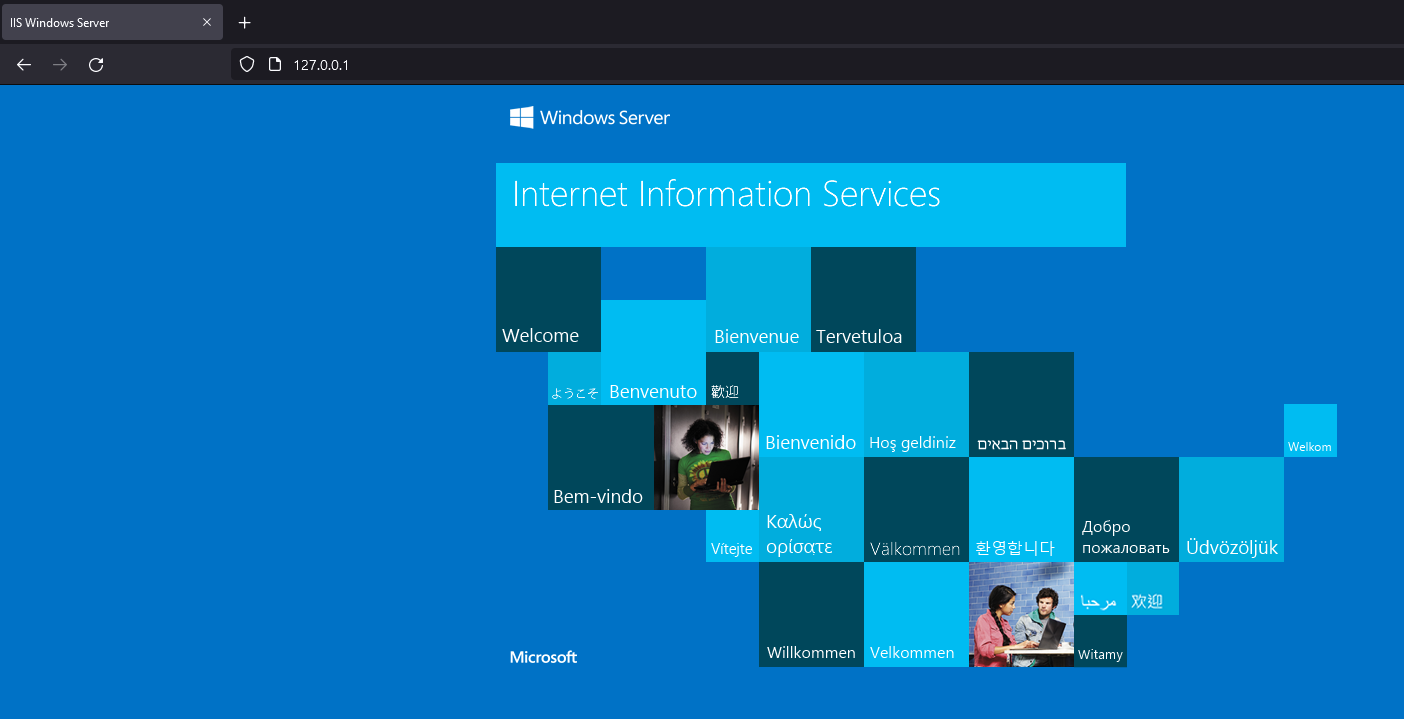 IIS Windows Server
127.0.0.1
Windows Server
Internet Information Services
Welcome
Bienvenue
Tervetuloa
ようこそ
Benvenuto
歡迎
Bienvenido
Hoş geldiniz
ברוכים הבאים
Welkom
Bem-vindo
Vítejte
Καλώς
ορίσατε
Välkommen
환영합니다
Добро
пожаловать
Üdvözöljük
مرحبا
欢迎
Willkommen
Velkommen
Witamy
Microsoft